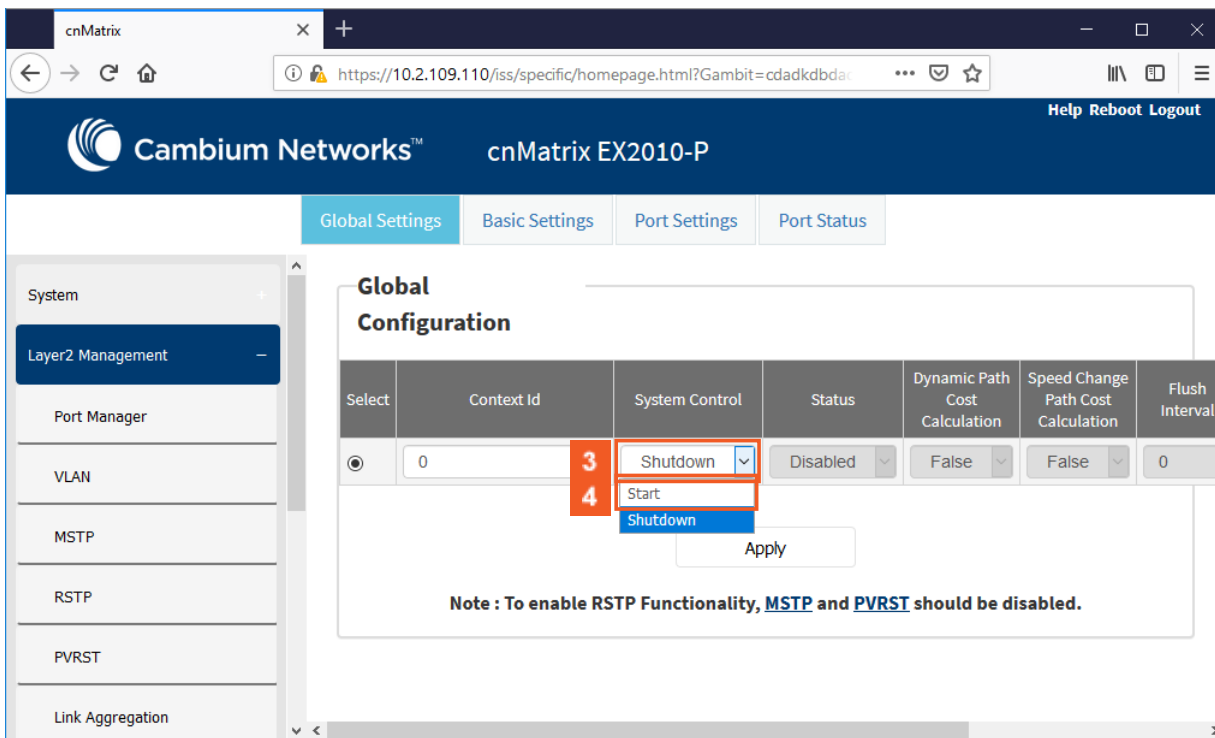 cnMatrix
https://10.2.109.110/iss/specific/homepage.html?Gambit=cdadkdbdac
Help Reboot Logout
Cambium Networks™ cnMatrix EX2010-P
Global Settings Basic Settings Port Settings Port Status
System
Layer2 Management
Port Manager
VLAN
MSTP
RSTP
PVRST
Link Aggregation
Global
Configuration
Select Context Id System Control Status Dynamic Path Cost Calculation Speed Change Path Cost Calculation Flush Interval
0 3 Shutdown Disabled False False 0
4 Start
Shutdown
Apply
Note : To enable RSTP Functionality, MSTP and PVRST should be disabled.